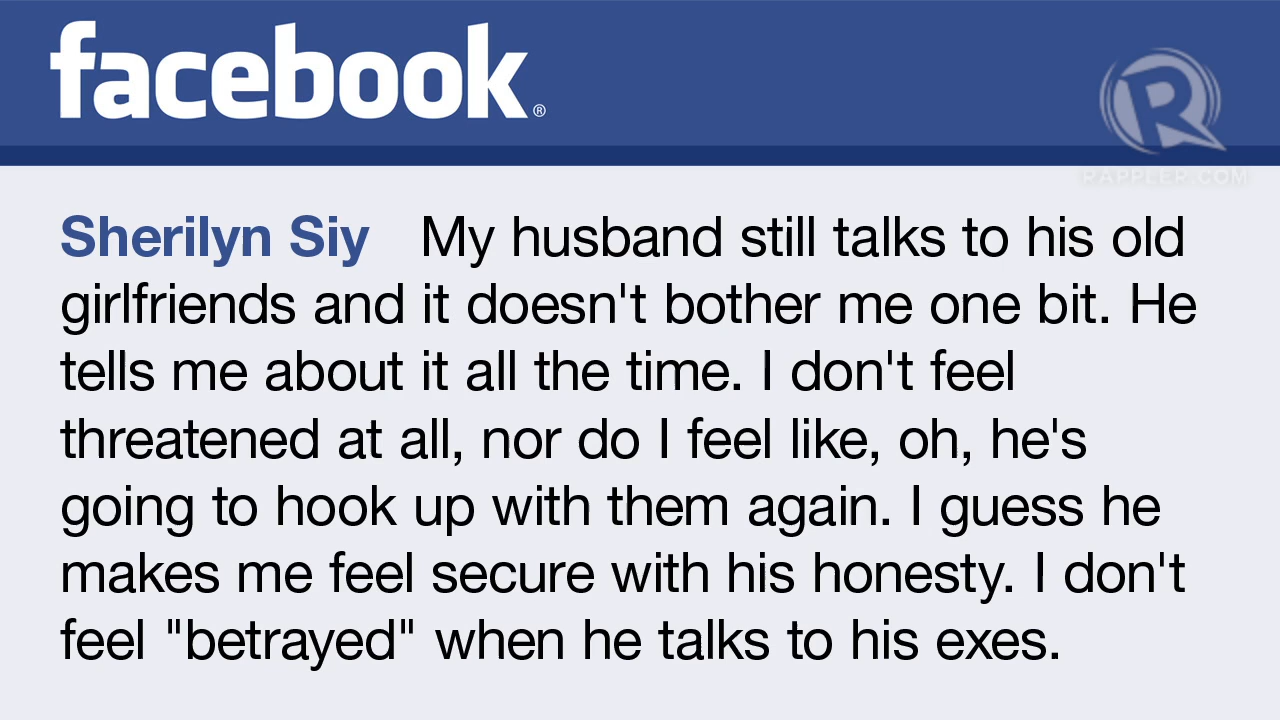 facebook®
R
RAPPLER.COM
Sherilyn Siy My husband still talks to his old
girlfriends and it doesn't bother me one bit. He
tells me about it all the time. I don't feel
threatened at all, nor do I feel like, oh, he's
going to hook up with them again. I guess he
makes me feel secure with his honesty. I don't
feel "betrayed" when he talks to his exes.